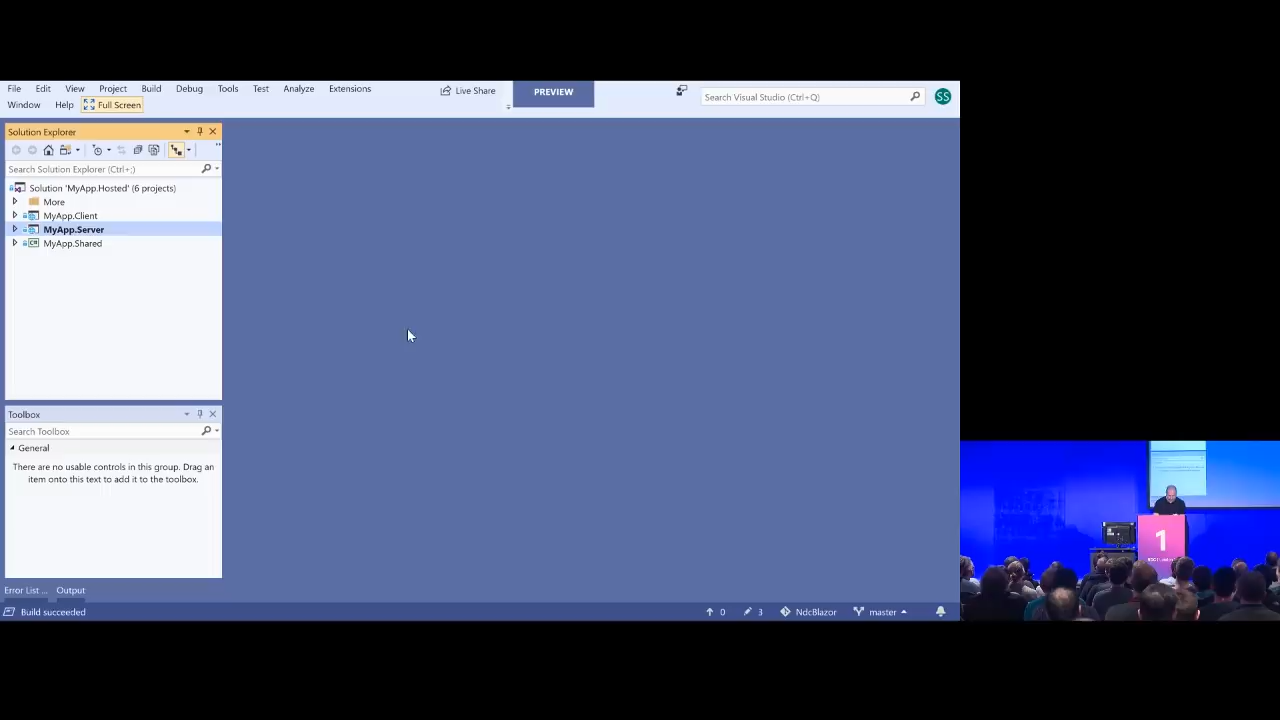 File Edit View Project Build Debug Tools Test Analyze Extensions
Window Help Full Screen
Live Share
PREVIEW
Search Visual Studio (Ctrl+Q)
SS
Solution Explorer
Search Solution Explorer (Ctrl+;)
Solution 'MyApp.Hosted' (6 projects)
More
MyApp.Client
MyApp.Server
C#
MyApp.Shared
Toolbox
Search Toolbox
General
There are no usable controls in this group. Drag an
item onto this text to add it to the toolbox.
Error List ... Output
Build succeeded
0 3 NdcBlazor master
1